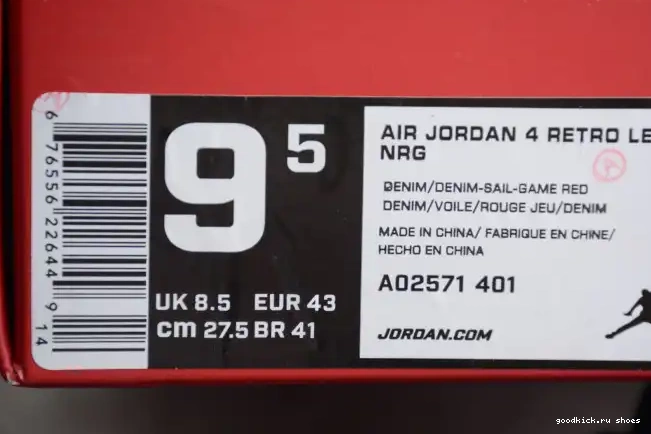 6 76556 22644 9 14
9 5
UK 8.5 EUR 43
cm 27.5 BR 41
AIR JORDAN 4 RETRO LE
NRG
DENIM/DENIM-SAIL-GAME RED
DENIM/VOILE/ROUGE JEU/DENIM
MADE IN CHINA/ FABRIQUE EN CHINE/
HECHO EN CHINA
AO2571 401
JORDAN.COM
goodkick.ru shoes